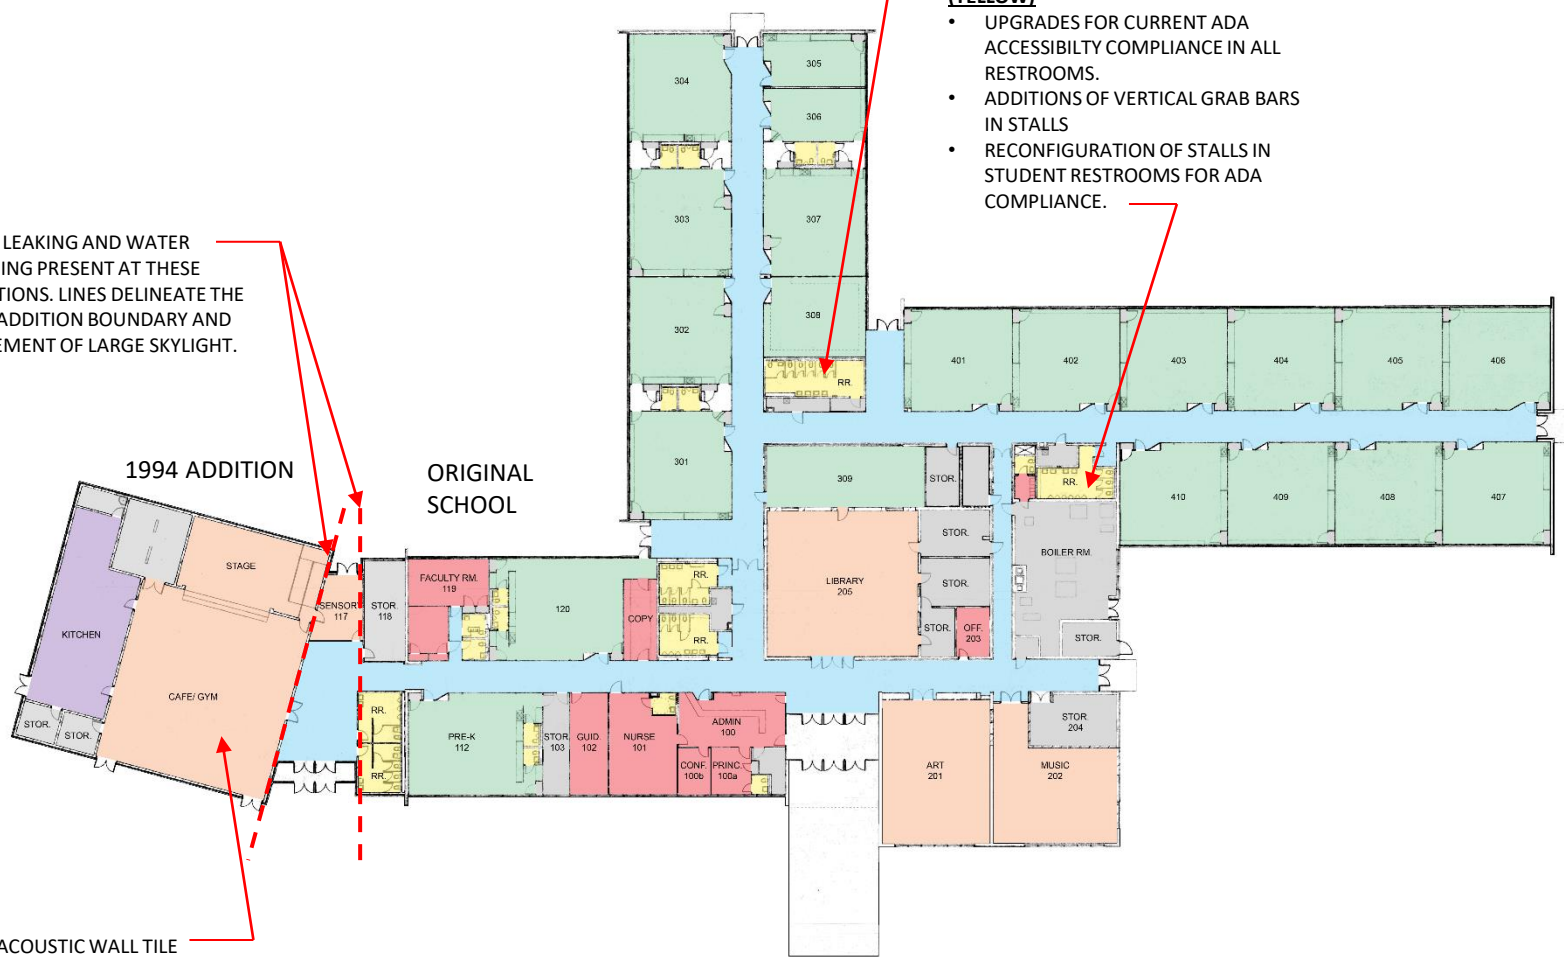 (YELLOW)
• UPGRADES FOR CURRENT ADA
ACCESSIBILTY COMPLIANCE IN ALL
RESTROOMS.
• ADDITIONS OF VERTICAL GRAB BARS
IN STALLS
• RECONFIGURATION OF STALLS IN
STUDENT RESTROOMS FOR ADA
COMPLIANCE.
LEAKING AND WATER
ING PRESENT AT THESE
TIONS. LINES DELINEATE THE
ADDITION BOUNDARY AND
EMENT OF LARGE SKYLIGHT.
1994 ADDITION
ORIGINAL
SCHOOL
304
305
306
303
307
302
308
RR.
301
309
STOR.
401
402
403
404
405
406
RR.
410
409
408
407
STAGE
KITCHEN
CAFE/ GYM
STOR.
STOR.
SENSORY
117
STOR.
118
FACULTY RM.
119
120
COPY
RR.
RR.
LIBRARY
205
STOR.
STOR.
STOR.
OFF.
203
BOILER RM.
STOR.
RR.
RR.
PRE-K
112
STOR.
103
GUID.
102
NURSE
101
ADMIN
100
CONF.
100b
PRINC.
100a
ART
201
MUSIC
202
STOR.
204
ACOUSTIC WALL TILE